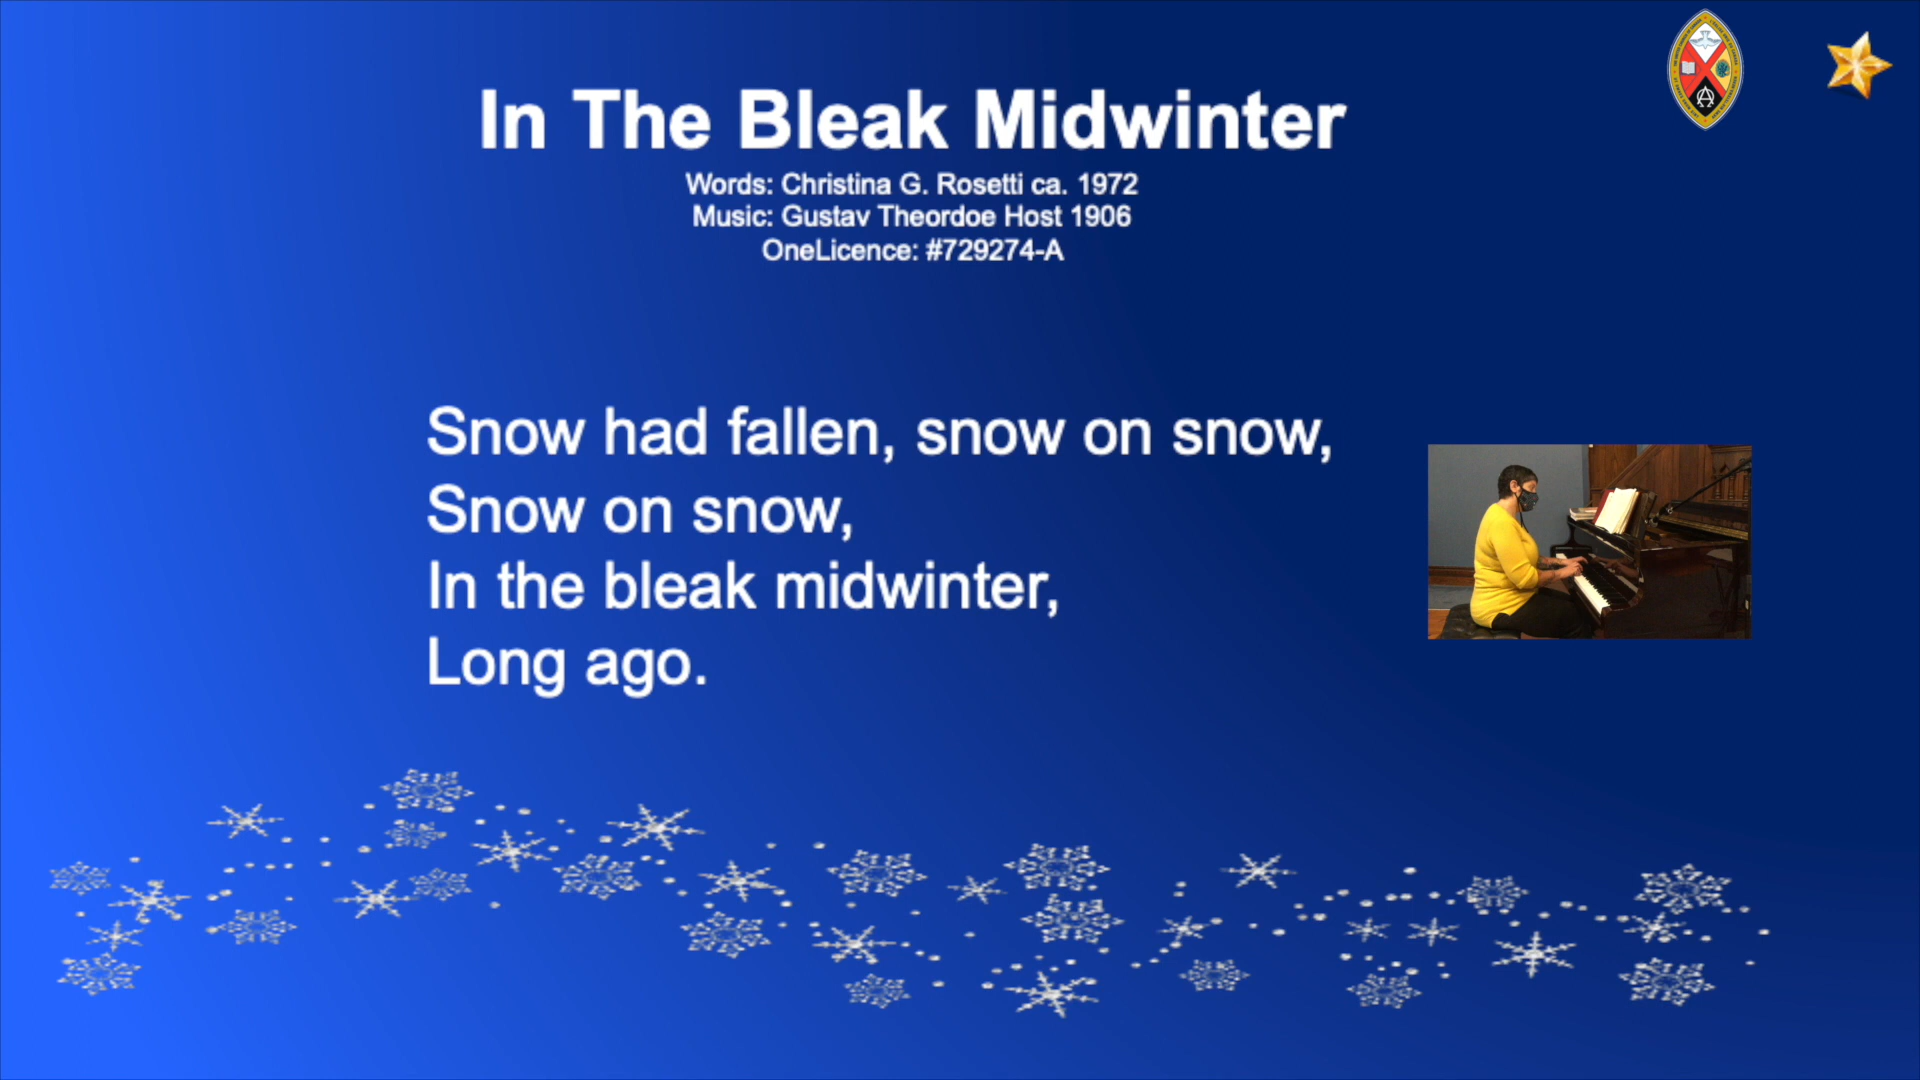 In The Bleak Midwinter
Words: Christina G. Rosetti ca. 1972
Music: Gustav Theordoe Host 1906
OneLicence: #729274-A
Snow had fallen, snow on snow,
Snow on snow,
In the bleak midwinter,
Long ago.